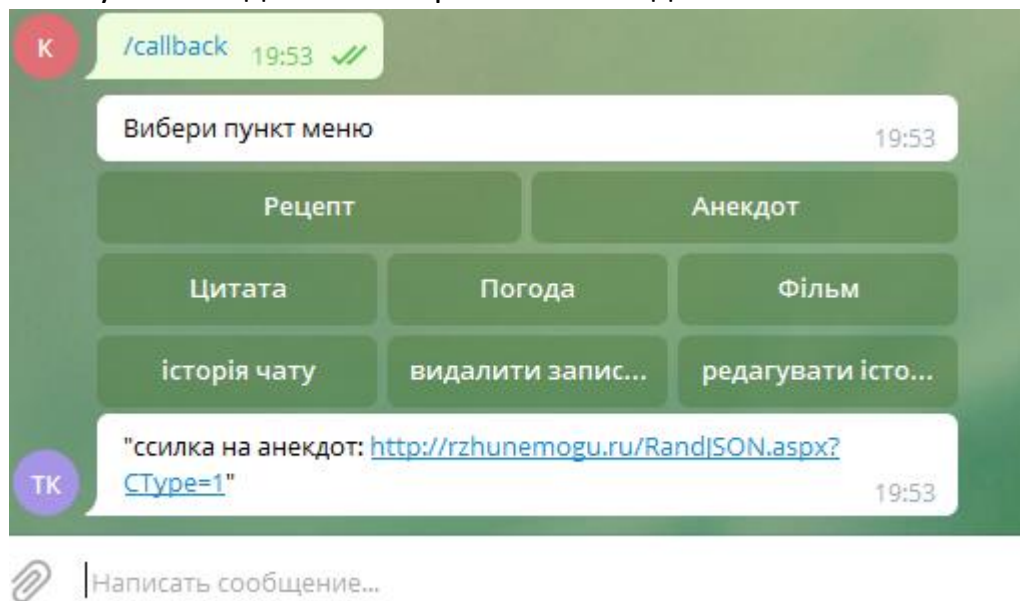 К
/callback 19:53
Вибери пункт меню 19:53
Рецепт Анекдот
Цитата Погода Фільм
історія чату видалити запис... редагувати істо...
"ссилка на анекдот: http://rzhunemogu.ru/RandJSON.aspx?
CType=1" 19:53
ТК
Написать сообщение...